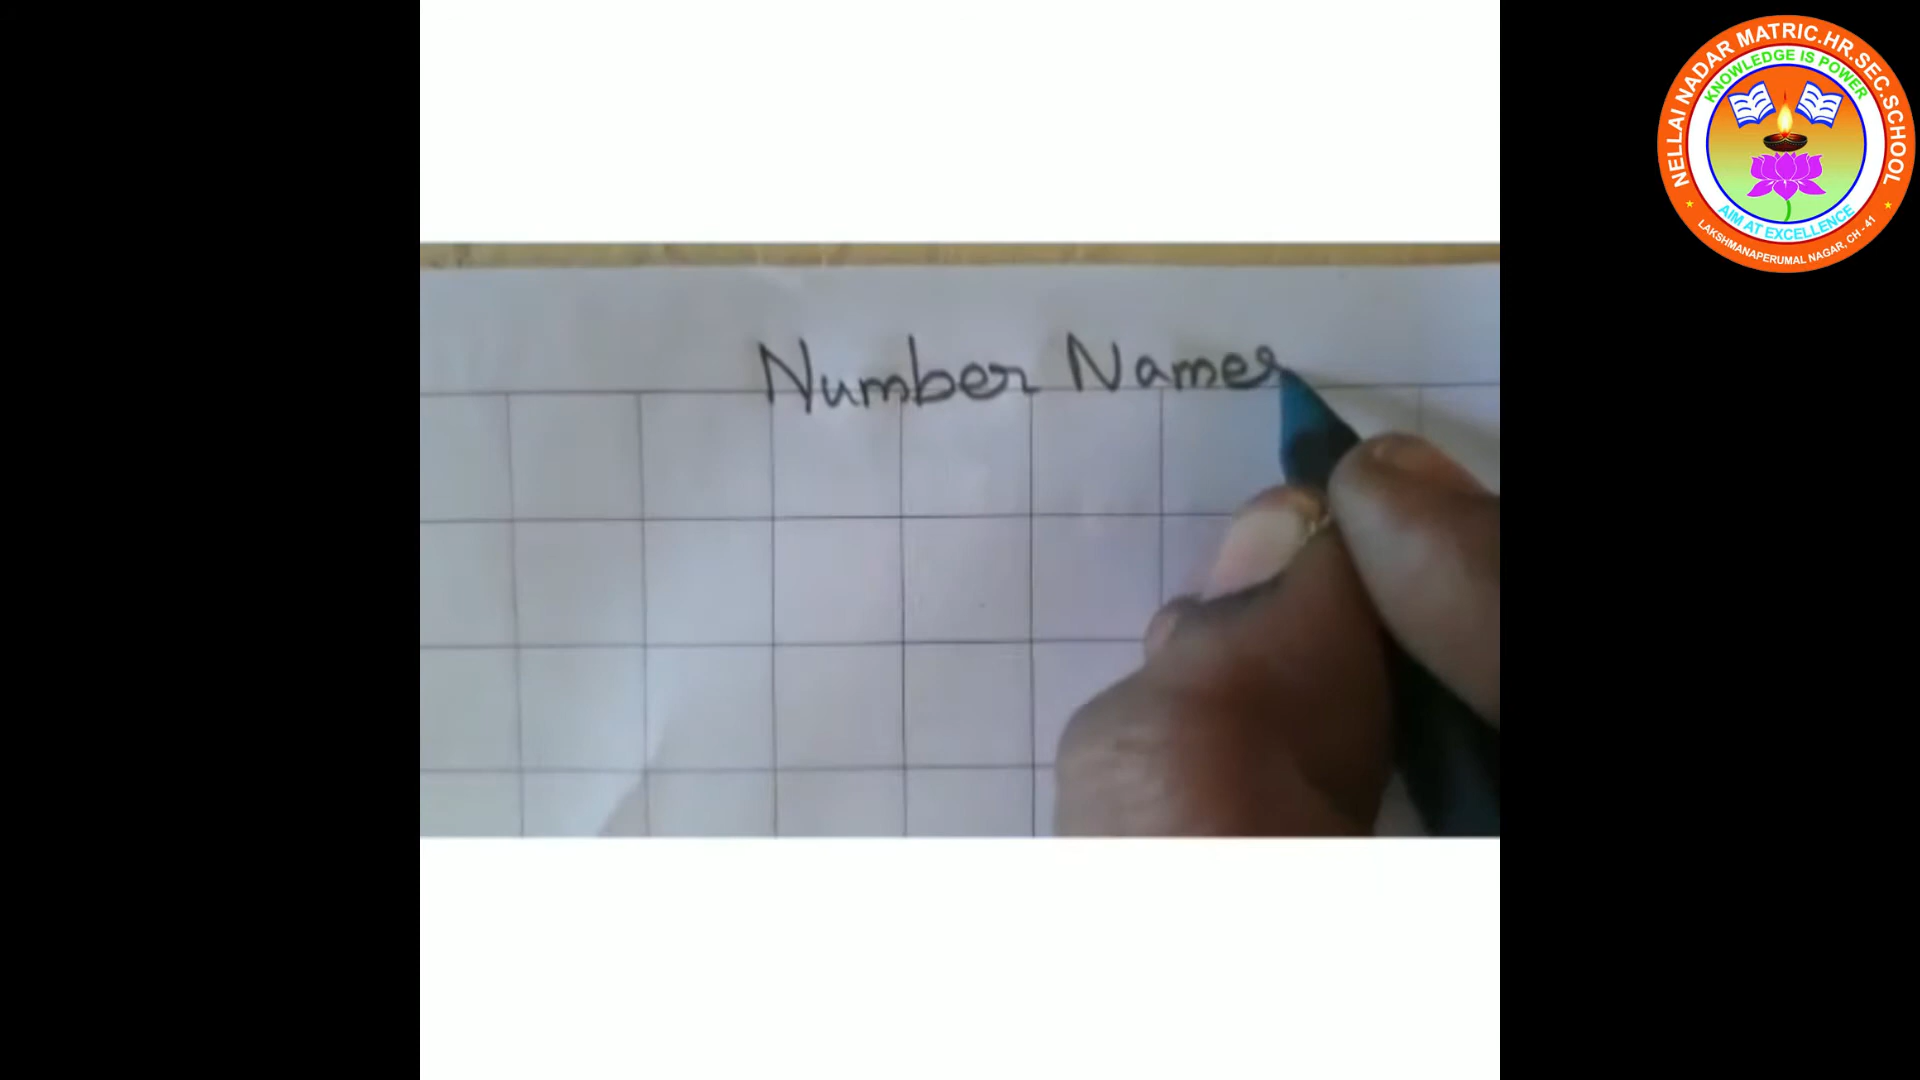 Number Names
NELLAI NADAR MATRIC.HR.SEC.SCHOOL
KNOWLEDGE IS POWER
AIM AT EXCELLENCE
LAKSHMANAPERUMAL NAGAR, CH - 41